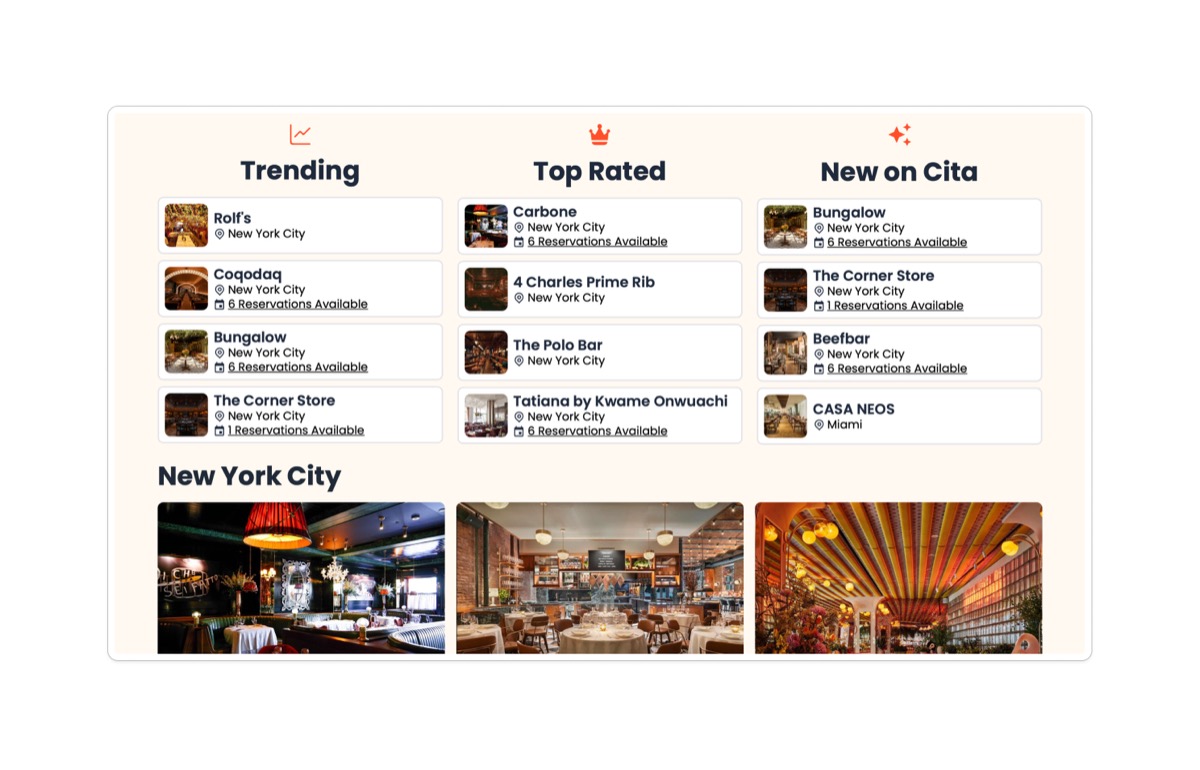 Trending
Rolf's
New York City
Coqodaq
New York City
6 Reservations Available
Bungalow
New York City
6 Reservations Available
The Corner Store
New York City
1 Reservations Available
Top Rated
Carbone
New York City
6 Reservations Available
4 Charles Prime Rib
New York City
The Polo Bar
New York City
Tatiana by Kwame Onwuachi
New York City
6 Reservations Available
New on Cita
Bungalow
New York City
6 Reservations Available
The Corner Store
New York City
1 Reservations Available
Beefbar
New York City
6 Reservations Available
CASA NEOS
Miami
New York City